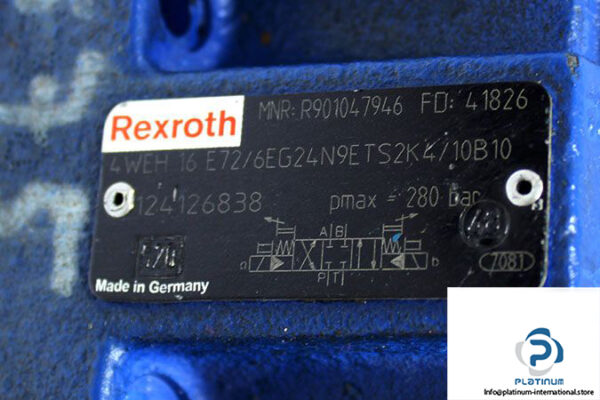 Rexroth
MNR: R901047946 FD: 41826
4WEH 16 E72/6EG24N9ETS2K4/10B10
124126838 pmax = 280 bar
A B
a b
P T
7081
Made in Germany
PLATINUM
INTERNATIONAL
Info@platinum-international.store